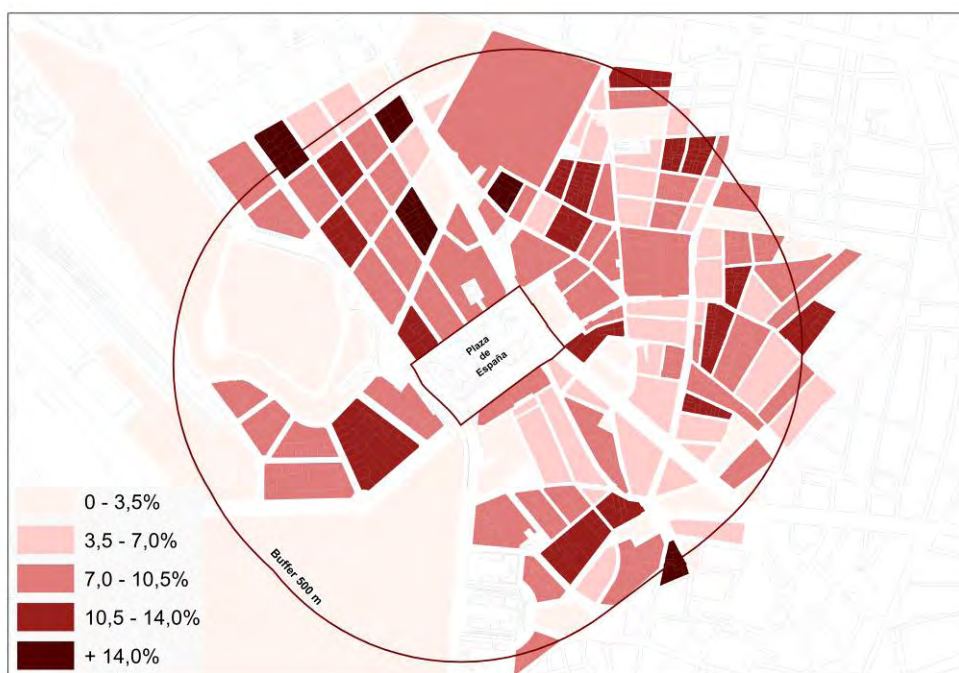 Plaza
de
España
0 - 3,5%
3,5 - 7,0%
7,0 - 10,5%
10,5 - 14,0%
+ 14,0%
Buffer 500 m